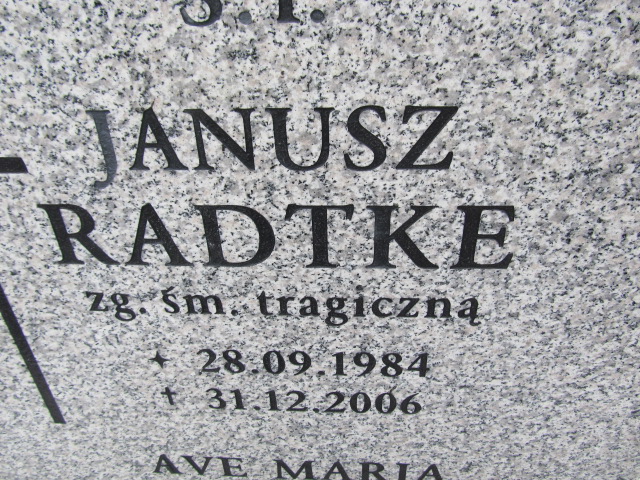 Ś.P.
JANUSZ
RADTKE
zg. śm. tragiczną
28.09.1984
† 31.12.2006
AVE MARIA